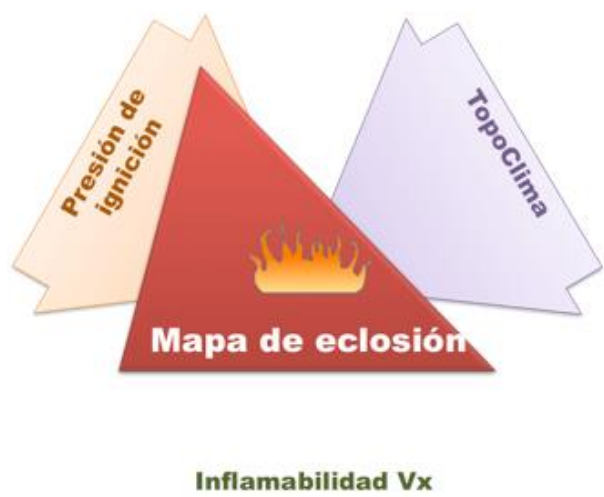 Presión de
ignición
TopoClima
Mapa de eclosión
Inflamabilidad Vx